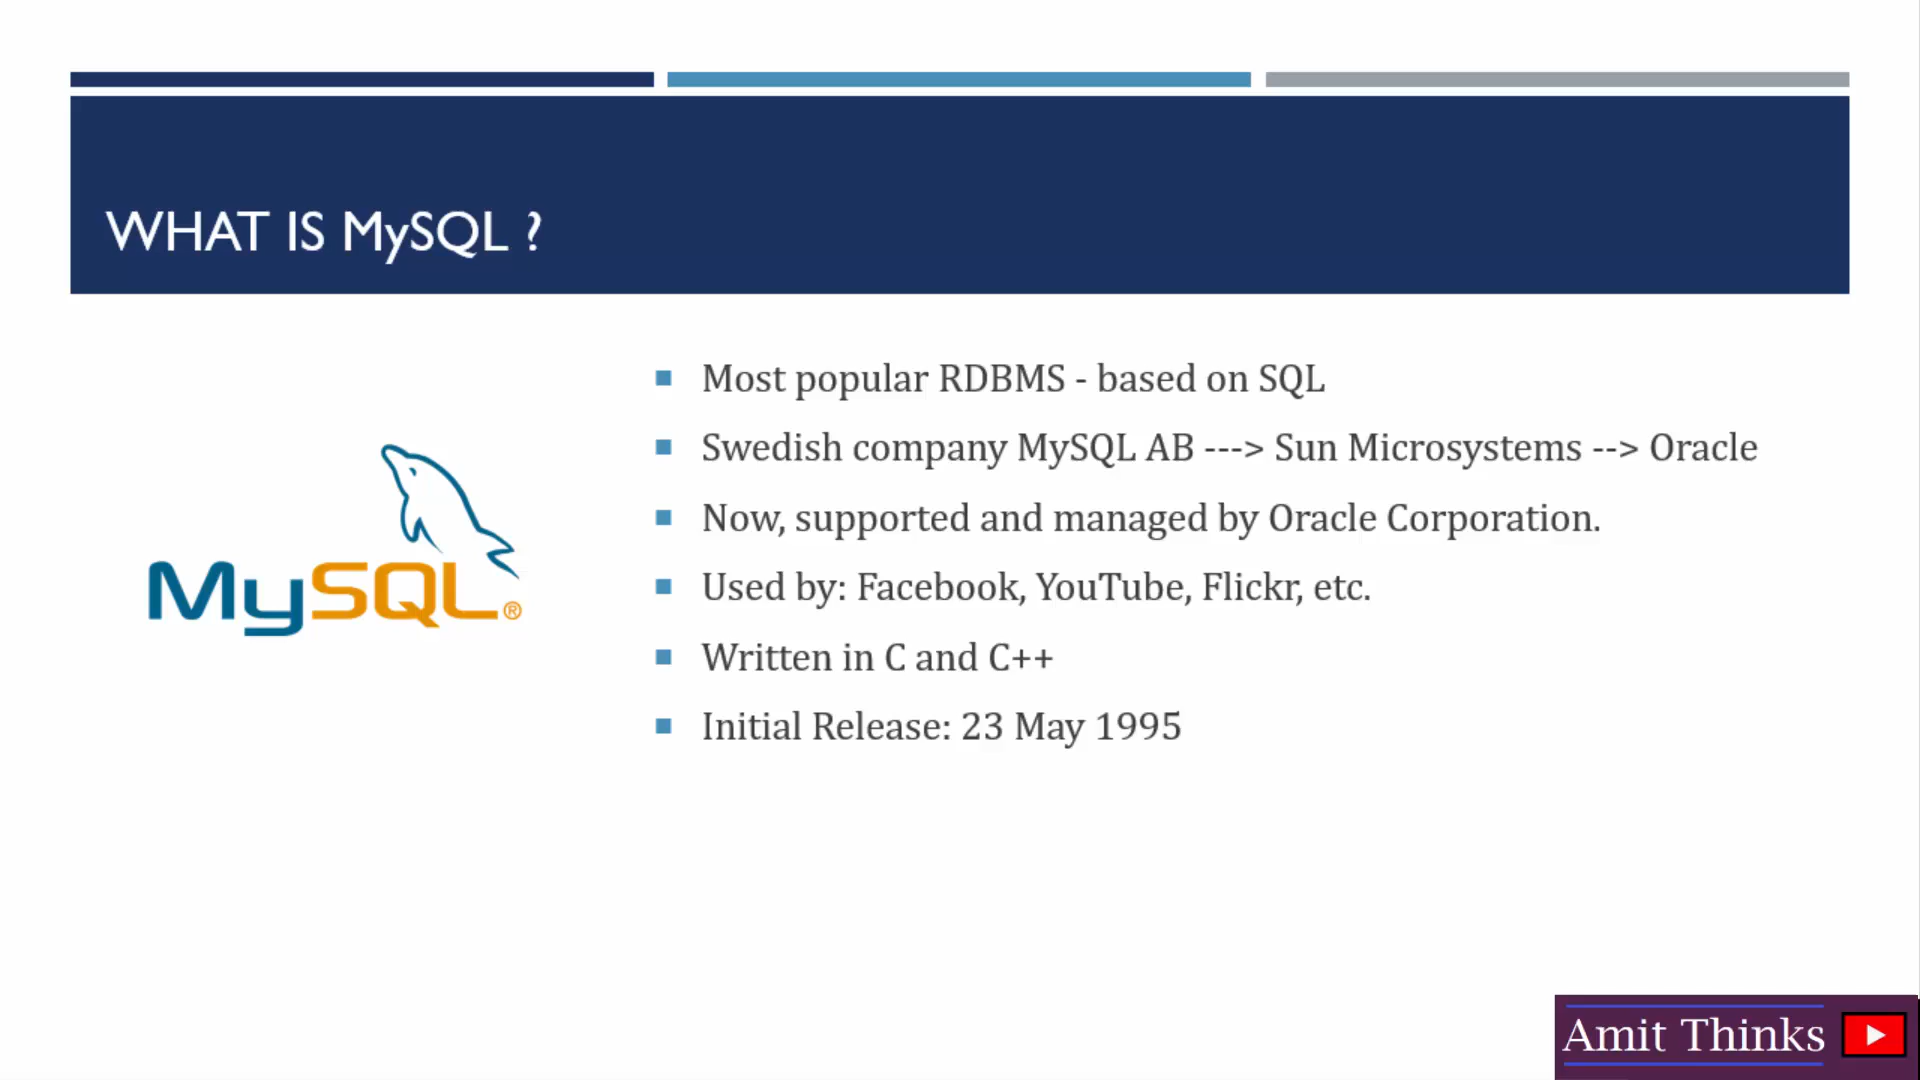 WHAT IS MySQL ?
Most popular RDBMS - based on SQL
Swedish company MySQL AB ---> Sun Microsystems --> Oracle
Now, supported and managed by Oracle Corporation.
Used by: Facebook, YouTube, Flickr, etc.
Written in C and C++
Initial Release: 23 May 1995
MySQL®
Amit Thinks